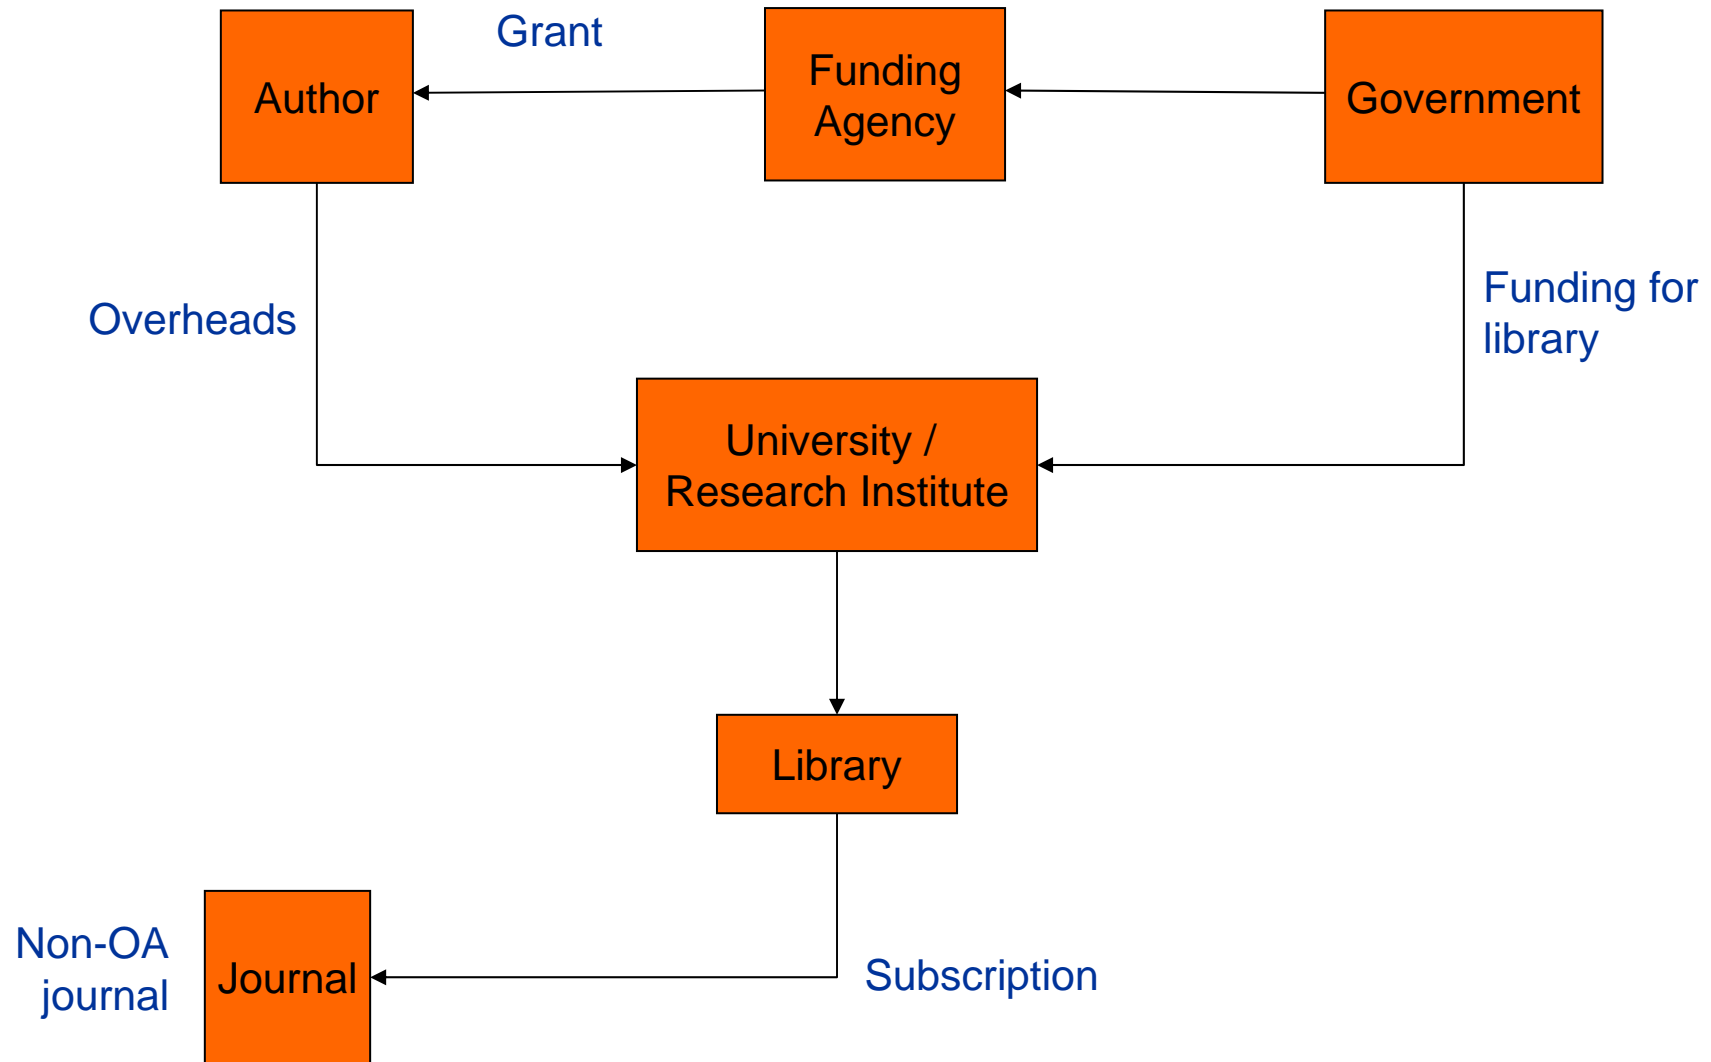 Grant
Author
Funding
Agency
Government
Overheads
Funding for
library
University /
Research Institute
Library
Non-OA
journal
Journal
Subscription